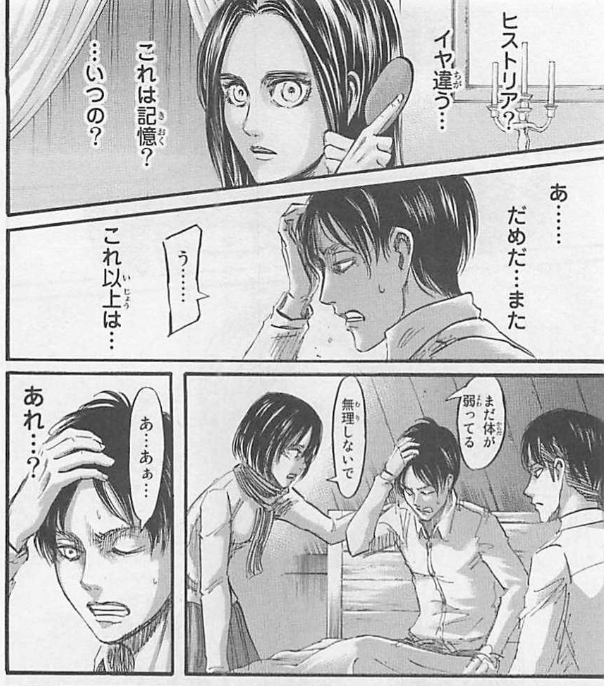 ヒストリア？
イヤ違う…
これは記憶？
…いつの？
あ……
だめだ…また
う……
これ以上は…
まだ体が
弱ってる
無理しないで
あ…あぁ…
あれ…？